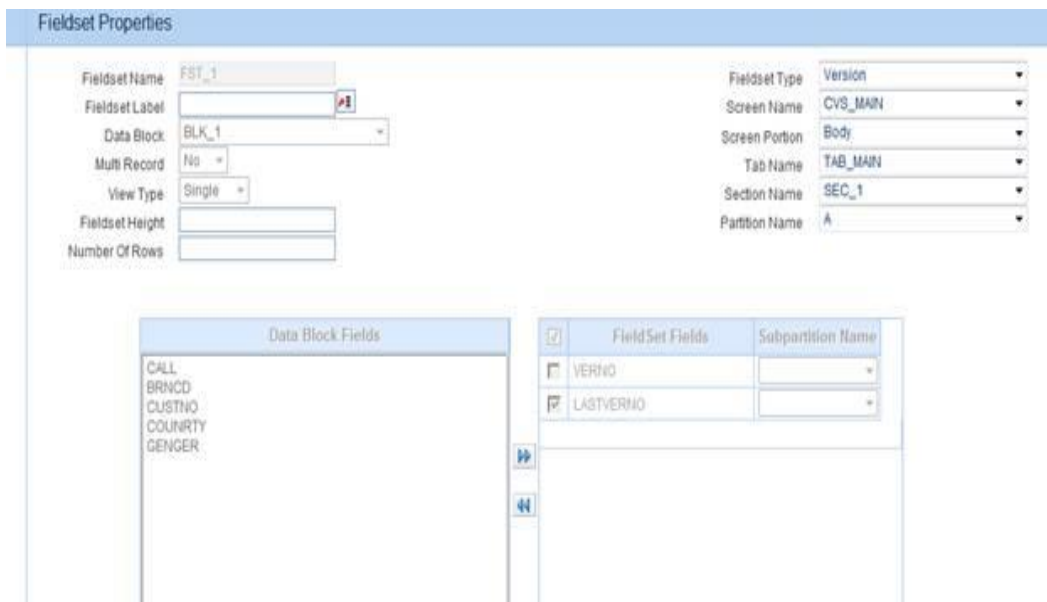 Fieldset Properties
Fieldset Name FST_1
Fieldset Label
Data Block BLK_1
Multi Record No
View Type Single
Fieldset Height
Number Of Rows
Fieldset Type Version
Screen Name CVS_MAIN
Screen Portion Body
Tab Name TAB_MAIN
Section Name SEC_1
Partition Name A
Data Block Fields
CALL
BRNCD
CUSTNO
COUNRTY
GENGER
FieldSet Fields Subpartition Name
VERNO
LASTVERNO